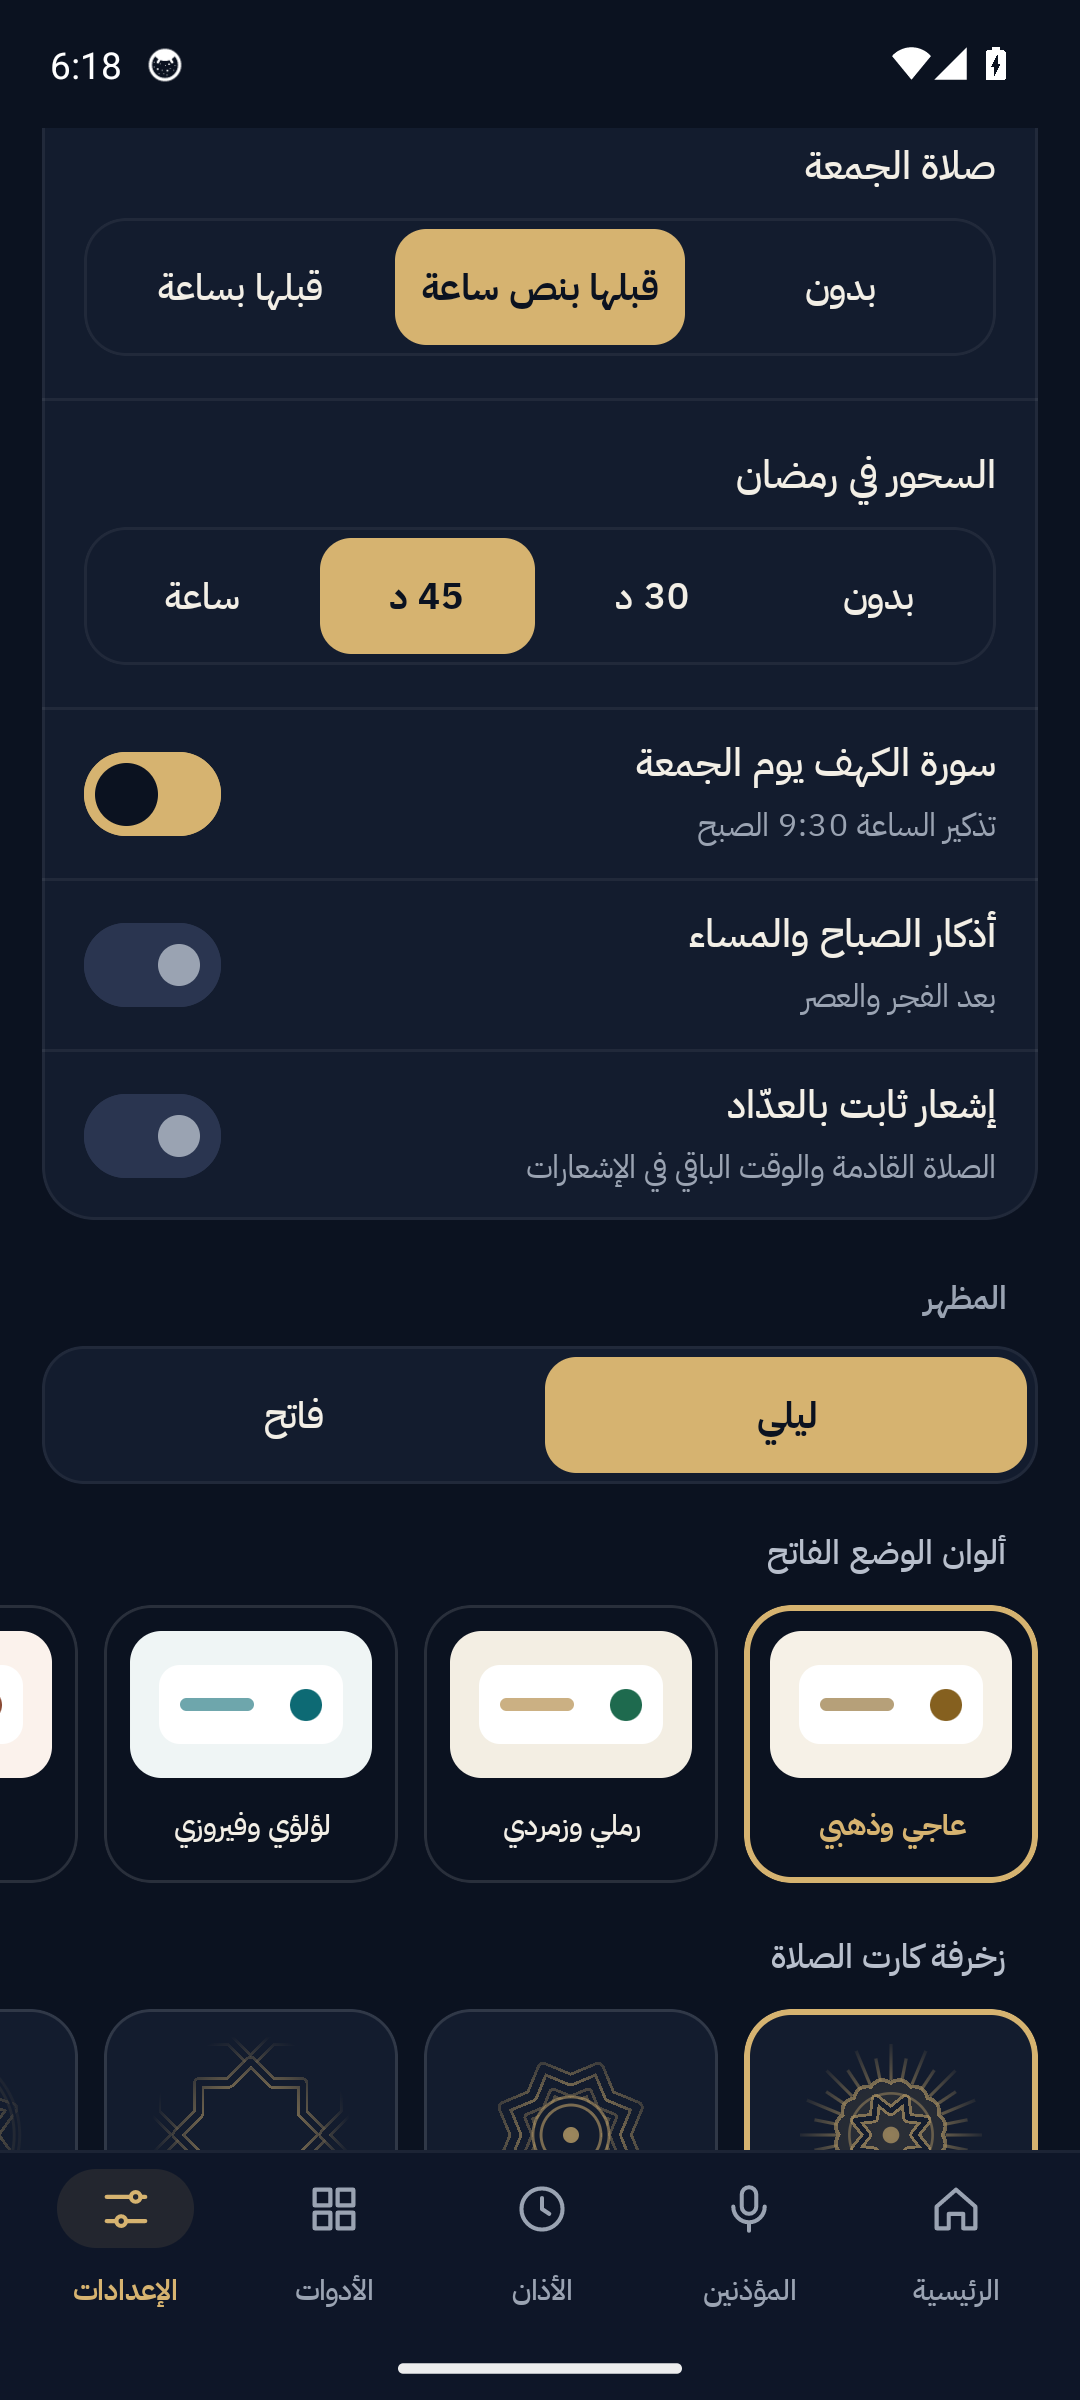 6:18
صلاة الجمعة
بدون
قبلها بنص ساعة
قبلها بساعة
السحور في رمضان
بدون
30 د
45 د
ساعة
سورة الكهف يوم الجمعة
تذكير الساعة 9:30 الصبح
أذكار الصباح والمساء
بعد الفجر والعصر
إشعار ثابت بالعدّاد
الصلاة القادمة والوقت الباقي في الإشعارات
المظهر
ليلي
فاتح
ألوان الوضع الفاتح
عاجي وذهبي
رملي وزمردي
لؤلؤي وفيروزي
زخرفة كارت الصلاة
الرئيسية
المؤذنين
الأذان
الأدوات
الإعدادات